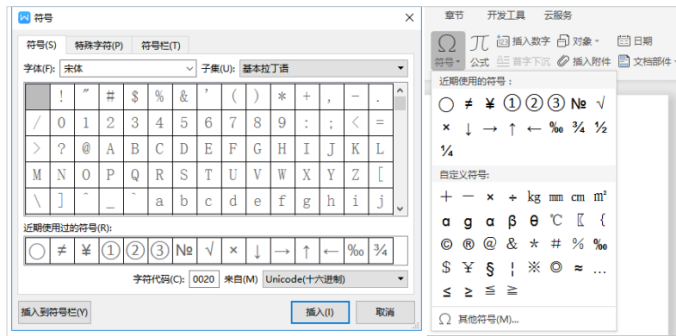 符号
符号(S) 特殊字符(P) 符号栏(T)
字体(F): 宋体 子集(U): 基本拉丁语
! ″ # $ % & ' ( ) * + , - .
/ 0 1 2 3 4 5 6 7 8 9 : ; < =
> ? @ A B C D E F G H I J K L
M N O P Q R S T U V W X Y Z [
\ ] ^ _ ` a b c d e f g h i j
近期使用过的符号(R):
○ ≠ ¥ ① ② ③ № √ × ↓ → ↑ ← ‰ ¾
字符代码(C): 0020 来自(M) Unicode(十六进制)
插入到符号栏(Y) 插入(I) 取消
章节 开发工具 云服务
Ω π 插入数字 对象 日期
符号 公式 首字下沉 插入附件 文档部件
近期使用的符号：
○ ≠ ¥ ① ② ③ № √
× ↓ → ↑ ← ‰ ¾ ½
¼
自定义符号:
+ − × ÷ kg mm cm m²
ɑ ɡ α β θ ℃ 〖 {
© ® @ & * # % ‰
$ ¥ § ¦ ※ ◎ ≈ …
≤ ≥ ≦ ≧
Ω 其他符号(M)...